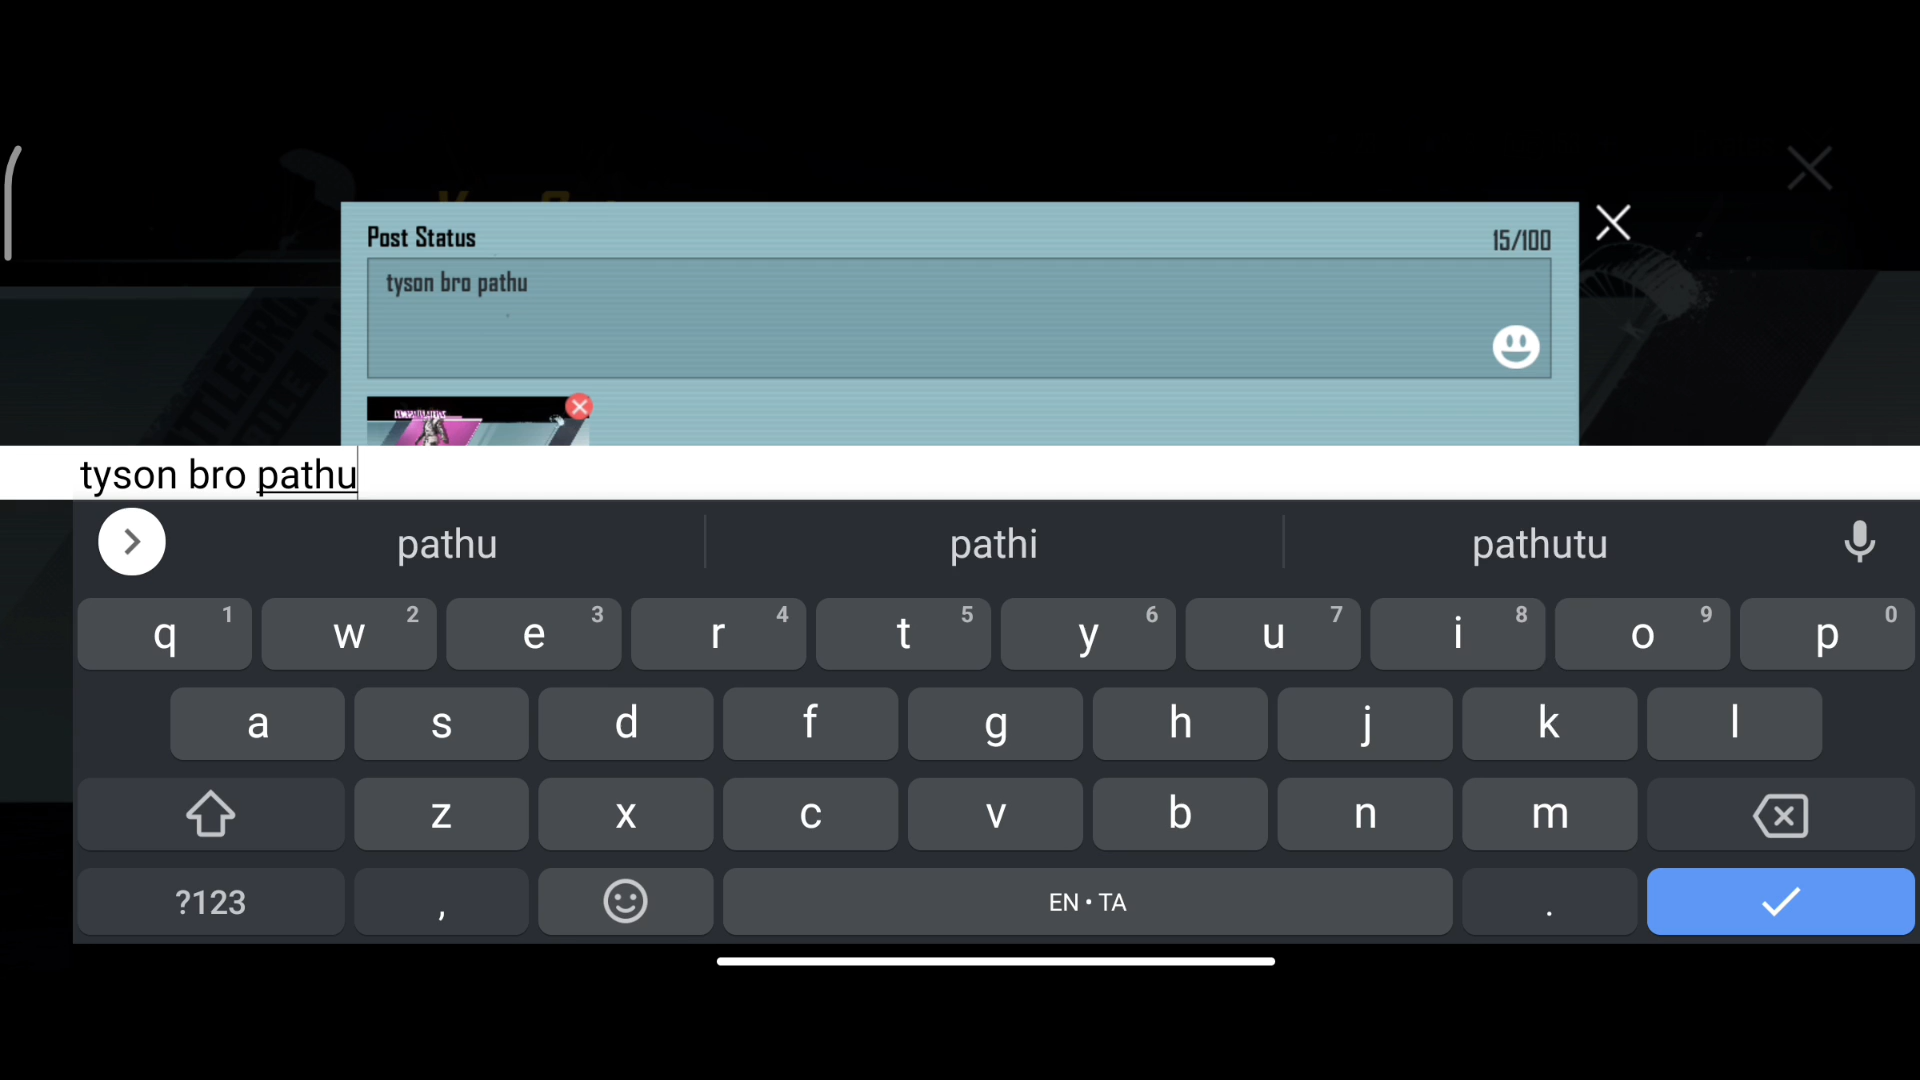 Post Status
15/100
tyson bro pathu
tyson bro pathu
pathu pathi pathutu
q 1 w 2 e 3 r 4 t 5 y 6 u 7 i 8 o 9 p 0
a s d f g h j k l
z x c v b n m
?123 , EN • TA .